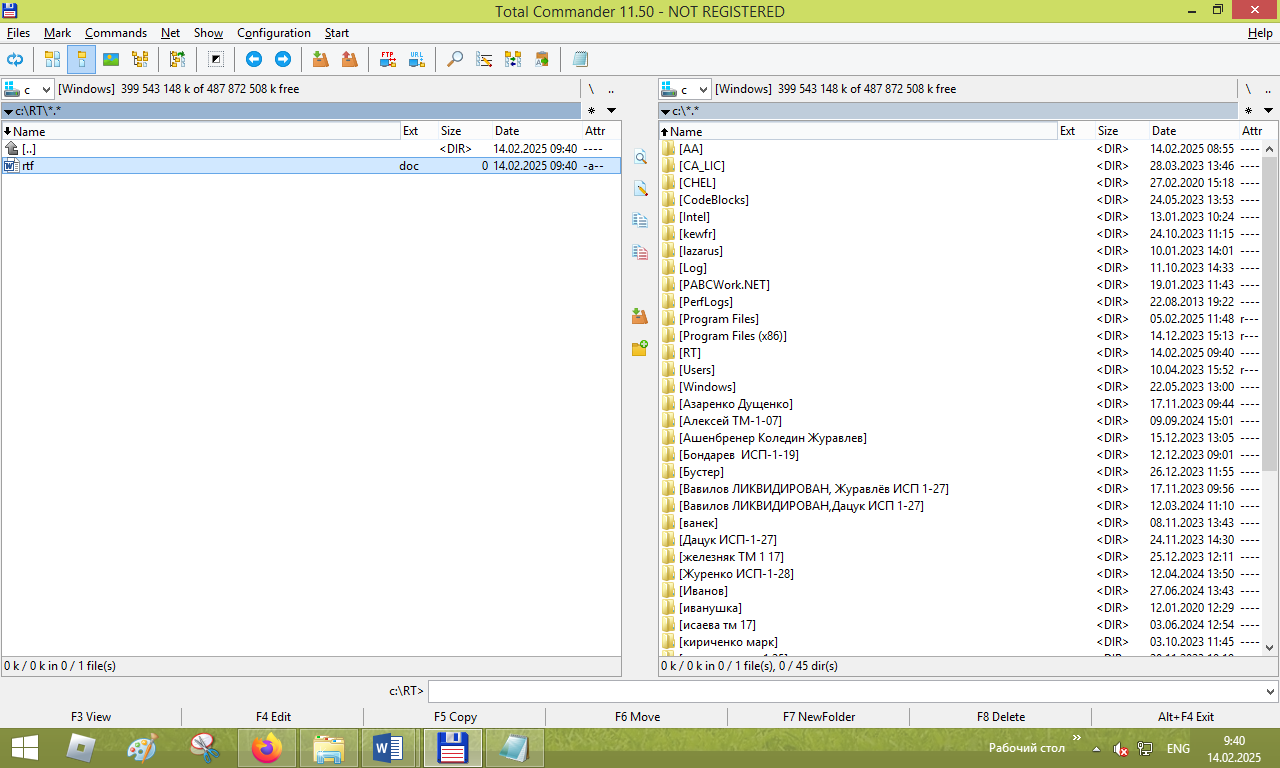 Total Commander 11.50 - NOT REGISTERED
Files Mark Commands Net Show Configuration Start Help
FTP URL
c [Windows] 399 543 148 k of 487 872 508 k free \ ..
c [Windows] 399 543 148 k of 487 872 508 k free \ ..
c:\RT\*.* * 
c:\*.* *
Name Ext Size Date Attr
[..] <DIR> 14.02.2025 09:40 ----
rtf doc 0 14.02.2025 09:40 -a--
0 k / 0 k in 0 / 1 file(s)
Name Ext Size Date Attr
[AA] <DIR> 14.02.2025 08:55 ----
[CA_LIC] <DIR> 28.03.2023 13:46 ----
[CHEL] <DIR> 27.02.2020 15:18 ----
[CodeBlocks] <DIR> 24.05.2023 13:53 ----
[Intel] <DIR> 13.01.2023 10:24 ----
[kewfr] <DIR> 24.10.2023 11:15 ----
[lazarus] <DIR> 10.01.2023 14:01 ----
[Log] <DIR> 11.10.2023 14:33 ----
[PABCWork.NET] <DIR> 19.01.2023 11:43 ----
[PerfLogs] <DIR> 22.08.2013 19:22 ----
[Program Files] <DIR> 05.02.2025 11:48 r---
[Program Files (x86)] <DIR> 14.12.2023 15:13 r---
[RT] <DIR> 14.02.2025 09:40 ----
[Users] <DIR> 10.04.2023 15:52 r---
[Windows] <DIR> 22.05.2023 13:00 ----
[Азаренко Дущенко] <DIR> 17.11.2023 09:44 ----
[Алексей ТМ-1-07] <DIR> 09.09.2024 15:01 ----
[Ашенбренер Коледин Журавлев] <DIR> 15.12.2023 13:05 ----
[Бондарев ИСП-1-19] <DIR> 12.12.2023 09:01 ----
[Бустер] <DIR> 26.12.2023 11:55 ----
[Вавилов ЛИКВИДИРОВАН, Журавлёв ИСП 1-27] <DIR> 17.11.2023 09:56 ----
[Вавилов ЛИКВИДИРОВАН,Дацук ИСП 1-27] <DIR> 12.03.2024 11:10 ----
[ванек] <DIR> 08.11.2023 13:43 ----
[Дацук ИСП-1-27] <DIR> 24.11.2023 14:30 ----
[железняк ТМ 1 17] <DIR> 25.12.2023 12:11 ----
[Журенко ИСП-1-28] <DIR> 12.04.2024 13:50 ----
[Иванов] <DIR> 27.06.2024 13:43 ----
[иванушка] <DIR> 12.01.2020 12:29 ----
[исаева тм 17] <DIR> 03.06.2024 12:54 ----
[кириченко марк] <DIR> 03.10.2023 11:45 ----
0 k / 0 k in 0 / 1 file(s), 0 / 45 dir(s)
c:\RT>
F3 View F4 Edit F5 Copy F6 Move F7 NewFolder F8 Delete Alt+F4 Exit
Рабочий стол » ENG 9:40
14.02.2025